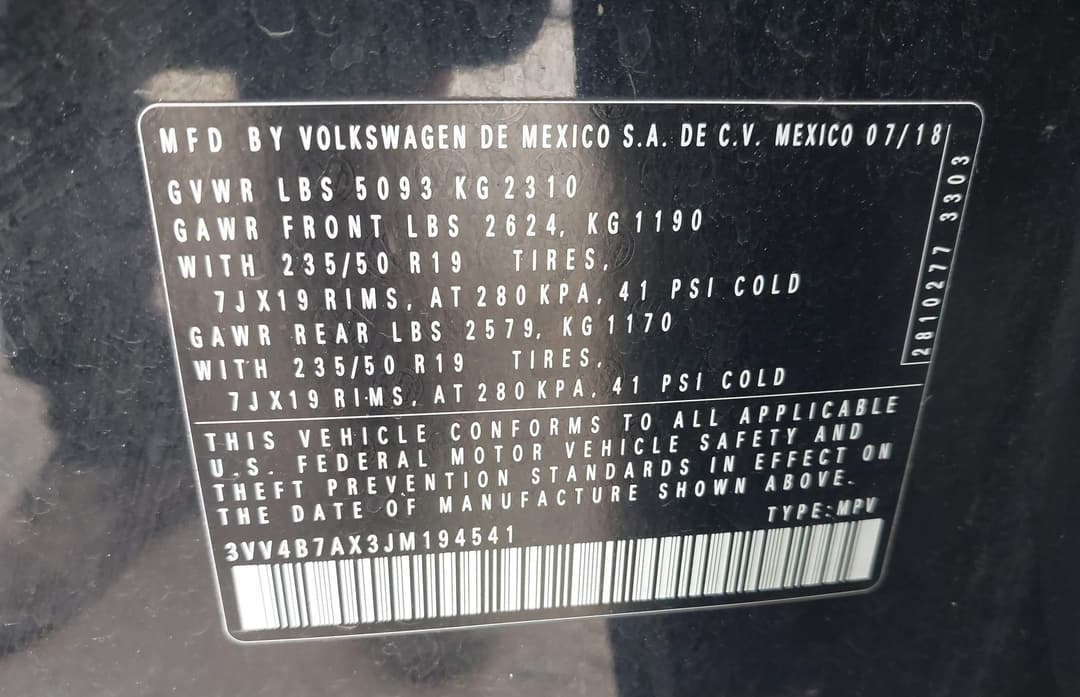 MFD BY VOLKSWAGEN DE MEXICO S.A. DE C.V. MEXICO 07/18
GVWR LBS 5093 KG 2310
GAWR FRONT LBS 2624, KG 1190
WITH 235/50 R19 TIRES,
7JX19 RIMS, AT 280 KPA, 41 PSI COLD
GAWR REAR LBS 2579, KG 1170
WITH 235/50 R19 TIRES,
7JX19 RIMS, AT 280 KPA, 41 PSI COLD
2810277 3303
THIS VEHICLE CONFORMS TO ALL APPLICABLE
U.S. FEDERAL MOTOR VEHICLE SAFETY AND
THEFT PREVENTION STANDARDS IN EFFECT ON
THE DATE OF MANUFACTURE SHOWN ABOVE.
TYPE: MPV
3VV4B7AX3JM194541